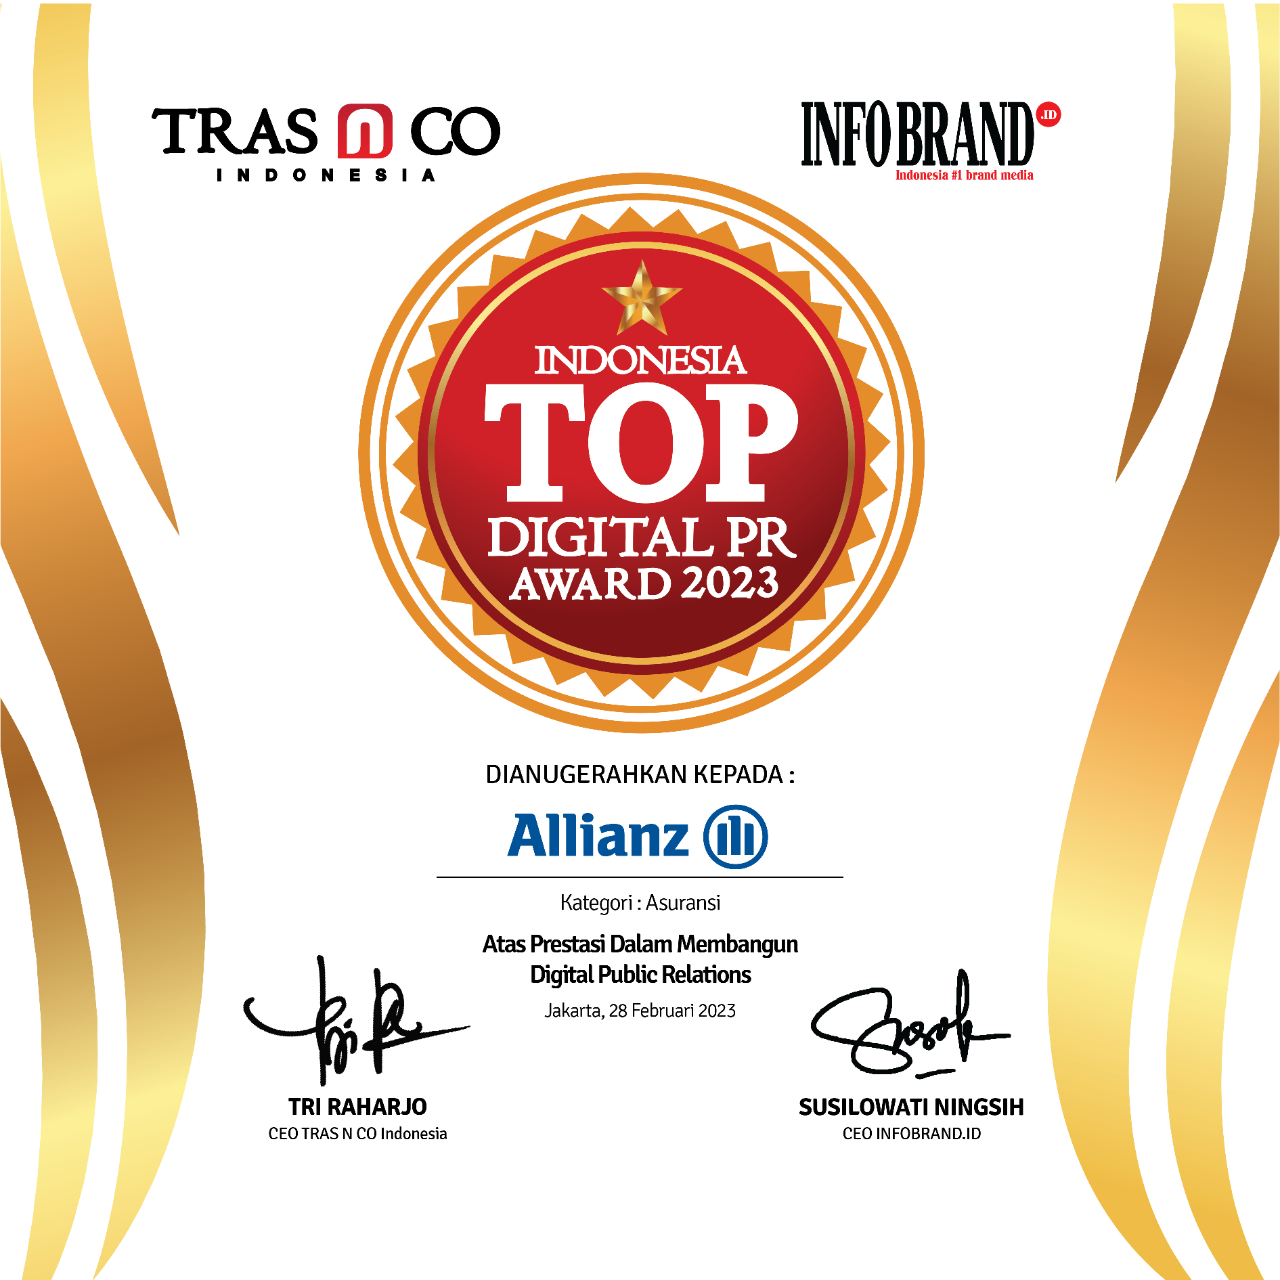 TRAS n CO
INDONESIA
INFOBRAND .ID
Indonesia #1 brand media
INDONESIA
TOP
DIGITAL PR
AWARD 2023
DIANUGERAHKAN KEPADA :
Allianz
Kategori : Asuransi
Atas Prestasi Dalam Membangun
Digital Public Relations
Jakarta, 28 Februari 2023
TRI RAHARJO
CEO TRAS N CO Indonesia
SUSILOWATI NINGSIH
CEO INFOBRAND.ID